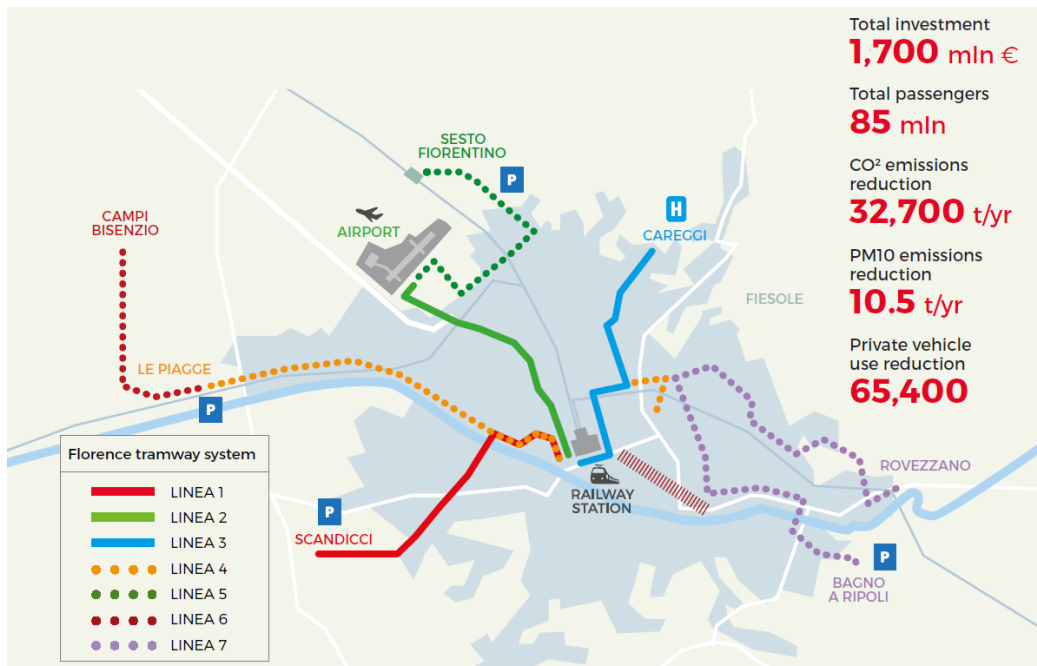 Total investment
1,700 mln €
Total passengers
85 mln
CO² emissions
reduction
32,700 t/yr
PM10 emissions
reduction
10.5 t/yr
Private vehicle
use reduction
65,400
SESTO
FIORENTINO
P
H
CAREGGI
CAMPI
BISENZIO
AIRPORT
FIESOLE
LE PIAGGE
P
ROVEZZANO
RAILWAY
STATION
P
SCANDICCI
P
BAGNO
A RIPOLI
Florence tramway system
LINEA 1
LINEA 2
LINEA 3
LINEA 4
LINEA 5
LINEA 6
LINEA 7